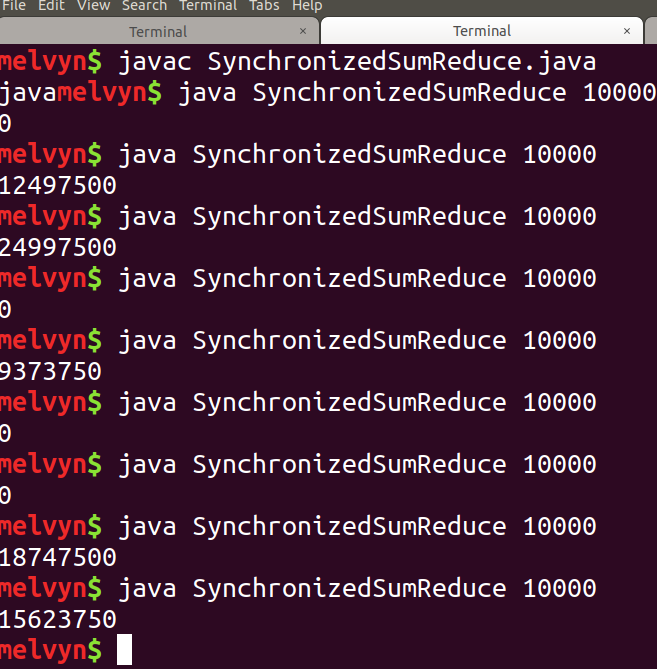 File Edit View Search Terminal Tabs Help
Terminal × Terminal ×
melvyn$ javac SynchronizedSumReduce.java
javamelvyn$ java SynchronizedSumReduce 10000
0
melvyn$ java SynchronizedSumReduce 10000
12497500
melvyn$ java SynchronizedSumReduce 10000
24997500
melvyn$ java SynchronizedSumReduce 10000
0
melvyn$ java SynchronizedSumReduce 10000
9373750
melvyn$ java SynchronizedSumReduce 10000
0
melvyn$ java SynchronizedSumReduce 10000
0
melvyn$ java SynchronizedSumReduce 10000
18747500
melvyn$ java SynchronizedSumReduce 10000
15623750
melvyn$